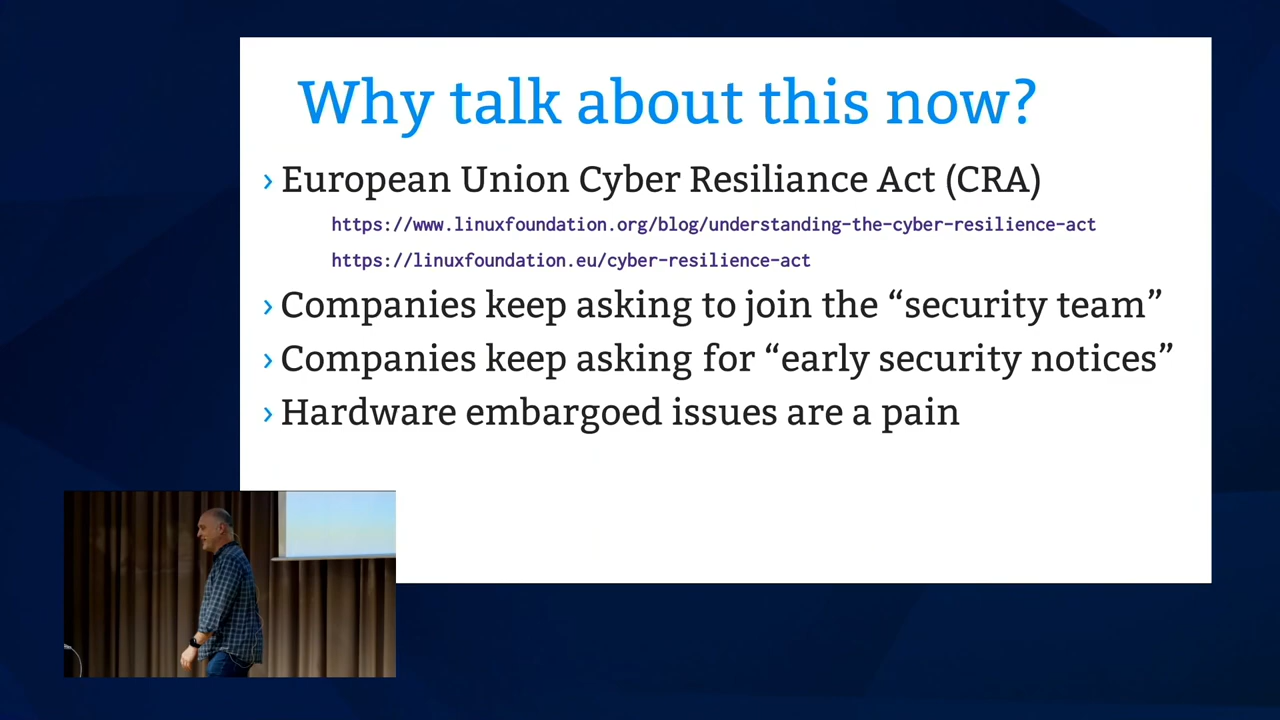 Why talk about this now?
› European Union Cyber Resiliance Act (CRA)
https://www.linuxfoundation.org/blog/understanding-the-cyber-resilience-act
https://linuxfoundation.eu/cyber-resilience-act
› Companies keep asking to join the “security team”
› Companies keep asking for “early security notices”
› Hardware embargoed issues are a pain